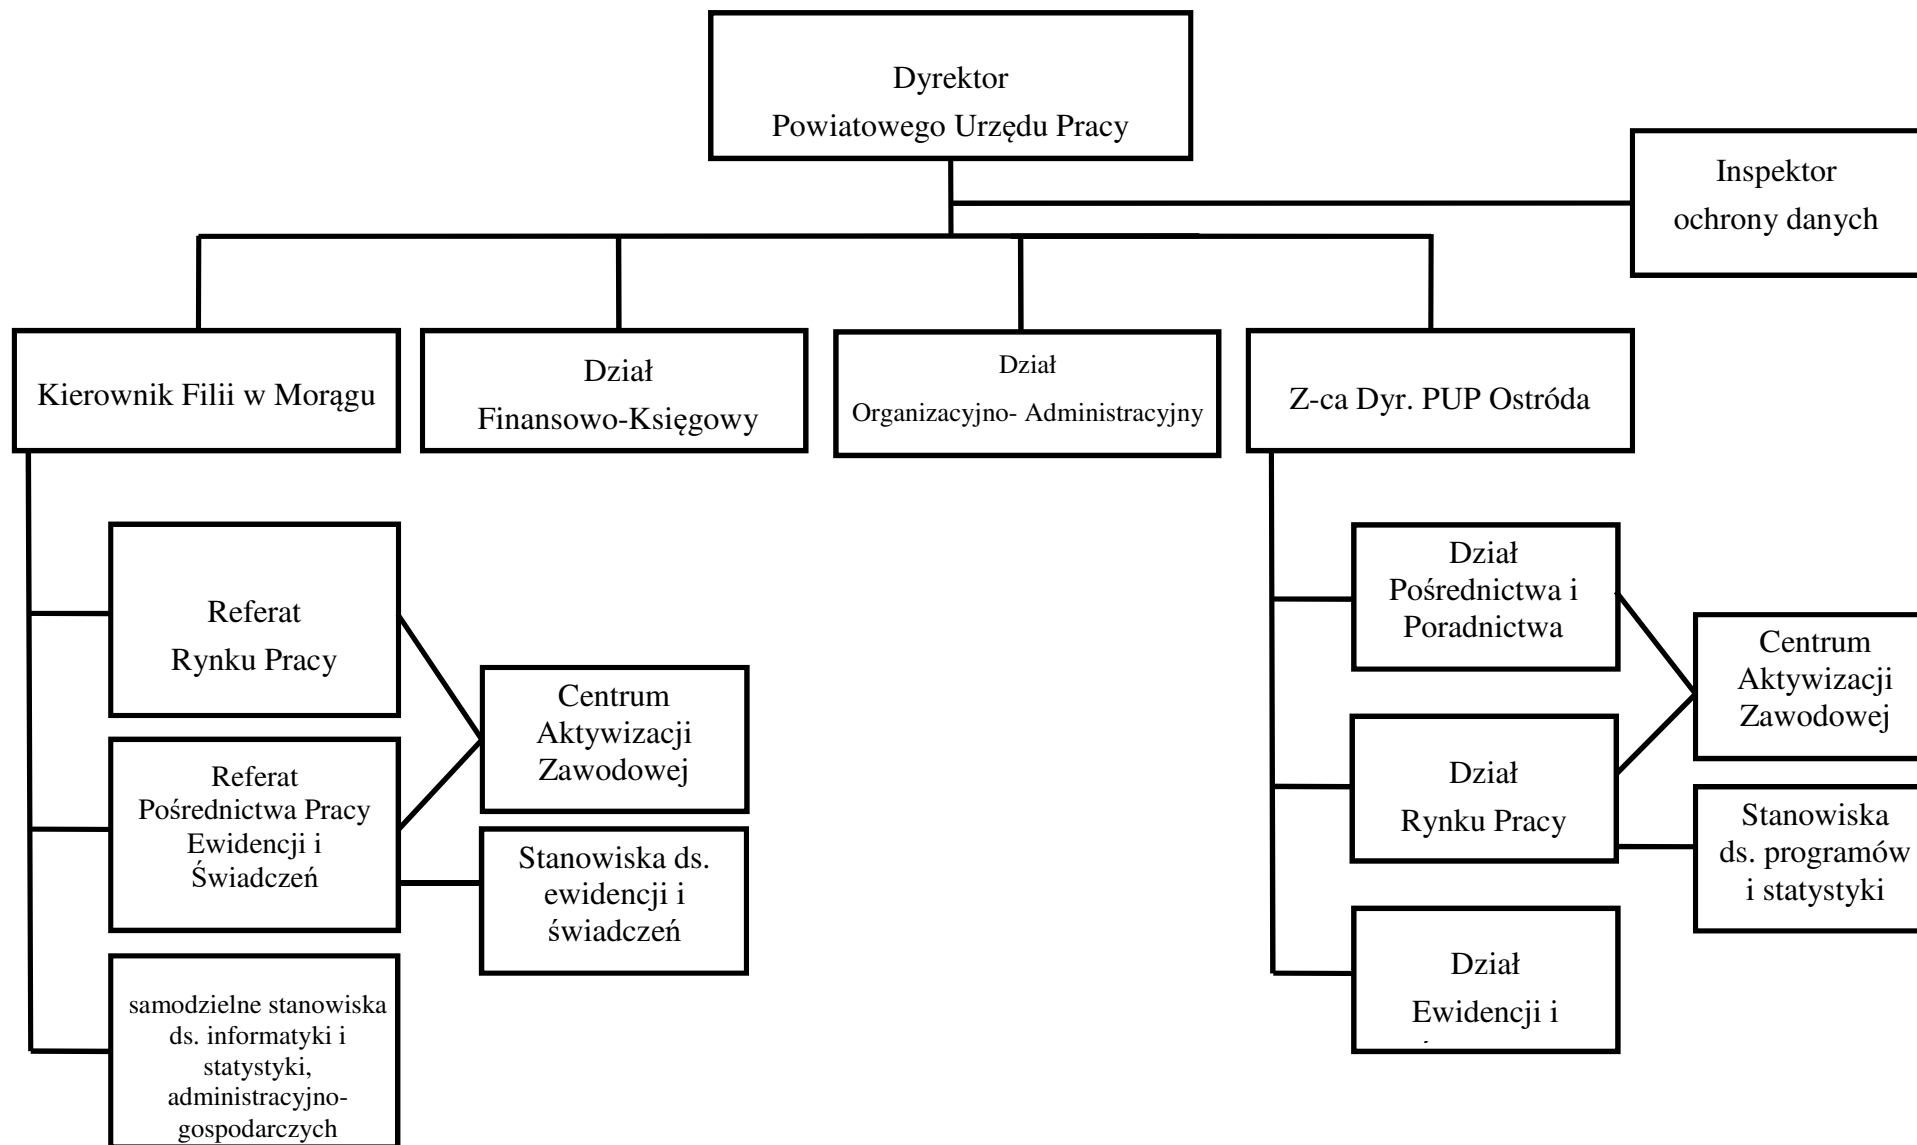 Dyrektor
Powiatowego Urzędu Pracy
Inspektor
ochrony danych
Kierownik Filii w Morągu
Dział
Finansowo-Księgowy
Dział
Organizacyjno- Administracyjny
Z-ca Dyr. PUP Ostróda
Referat
Rynku Pracy
Referat
Pośrednictwa Pracy
Ewidencji i
Świadczeń
samodzielne stanowiska
ds. informatyki i
statystyki,
administracyjno-
gospodarczych
Centrum
Aktywizacji
Zawodowej
Stanowiska ds.
ewidencji i
świadczeń
Dział
Pośrednictwa i
Poradnictwa
Dział
Rynku Pracy
Dział
Ewidencji i
Centrum
Aktywizacji
Zawodowej
Stanowiska
ds. programów
i statystyki